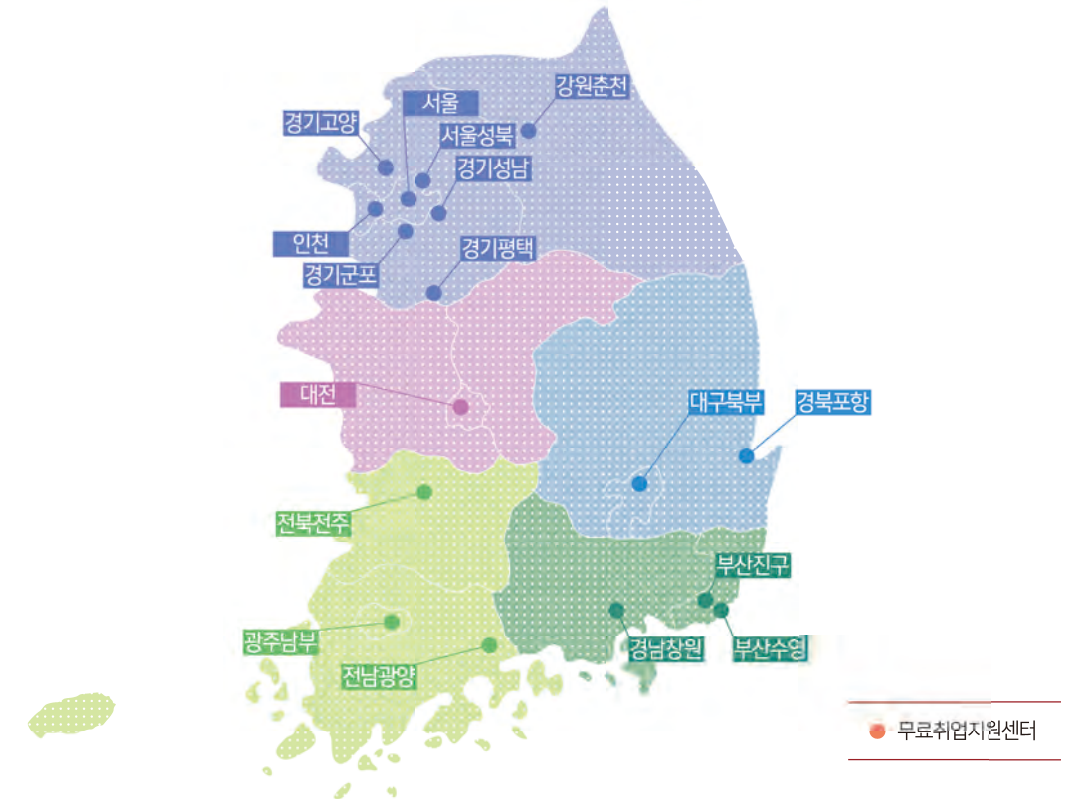 강원춘천
서울
경기고양
서울성북
경기성남
인천
경기평택
경기군포
대전
대구북부
경북포항
전북전주
부산진구
광주남부
경남창원
부산수영
전남광양
무료취업지원센터